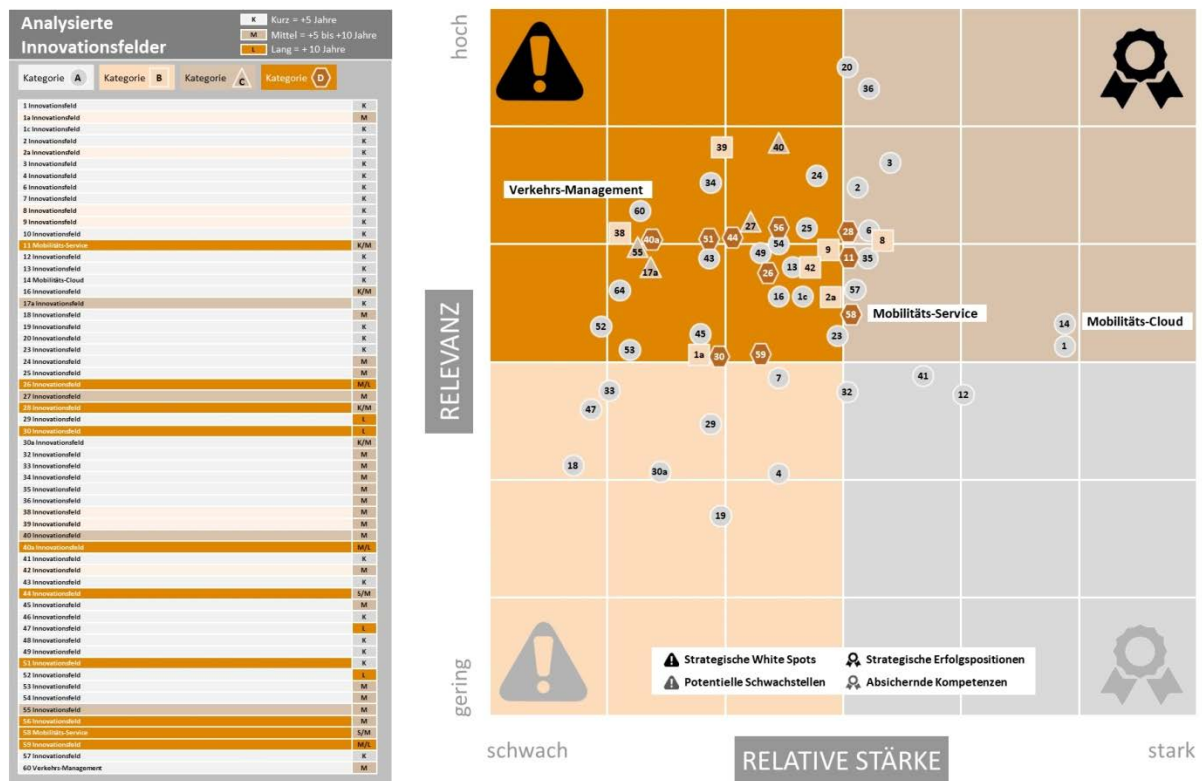 Analysierte
Innovationsfelder
K Kurz = +5 Jahre
M Mittel = +5 bis +10 Jahre
L Lang = + 10 Jahre
Kategorie A
Kategorie B
Kategorie C
Kategorie D
1 Innovationsfeld K
1a Innovationsfeld M
1c Innovationsfeld K
2 Innovationsfeld K
2a Innovationsfeld K
3 Innovationsfeld K
4 Innovationsfeld K
6 Innovationsfeld K
7 Innovationsfeld K
8 Innovationsfeld K
9 Innovationsfeld K
10 Innovationsfeld K
11 Mobilitäts-Service K/M
12 Innovationsfeld K
13 Innovationsfeld K
14 Mobilitäts-Cloud K
16 Innovationsfeld K/M
17a Innovationsfeld K
18 Innovationsfeld M
19 Innovationsfeld K
20 Innovationsfeld K
23 Innovationsfeld K
24 Innovationsfeld M
25 Innovationsfeld M
26 Innovationsfeld M/L
27 Innovationsfeld M
28 Innovationsfeld K/M
29 Innovationsfeld L
30 Innovationsfeld L
30a Innovationsfeld K/M
32 Innovationsfeld M
33 Innovationsfeld M
34 Innovationsfeld M
35 Innovationsfeld M
36 Innovationsfeld M
38 Innovationsfeld M
39 Innovationsfeld M
40 Innovationsfeld M
40a Innovationsfeld M/L
41 Innovationsfeld K
42 Innovationsfeld M
43 Innovationsfeld K
44 Innovationsfeld S/M
45 Innovationsfeld M
46 Innovationsfeld K
47 Innovationsfeld L
48 Innovationsfeld K
49 Innovationsfeld K
51 Innovationsfeld K
52 Innovationsfeld L
53 Innovationsfeld M
54 Innovationsfeld M
55 Innovationsfeld M
56 Innovationsfeld M
58 Mobilitäts-Service S/M
59 Innovationsfeld M/L
57 Innovationsfeld K
60 Verkehrs-Management M
hoch
RELEVANZ
gering
20
36
39
40
3
34
24
2
Verkehrs-Management
60
38
40a
51
44
27
56
25
28
6
8
55
54
9
43
49
11
35
17a
26
13
42
64
16
1c
2a
57
58
Mobilitäts-Service
14
Mobilitäts-Cloud
52
45
23
1
53
1a
30
59
7
41
33
32
12
47
29
18
30a
4
19
Strategische White Spots
Strategische Erfolgspositionen
Potentielle Schwachstellen
Absichernde Kompetenzen
schwach
RELATIVE STÄRKE
stark